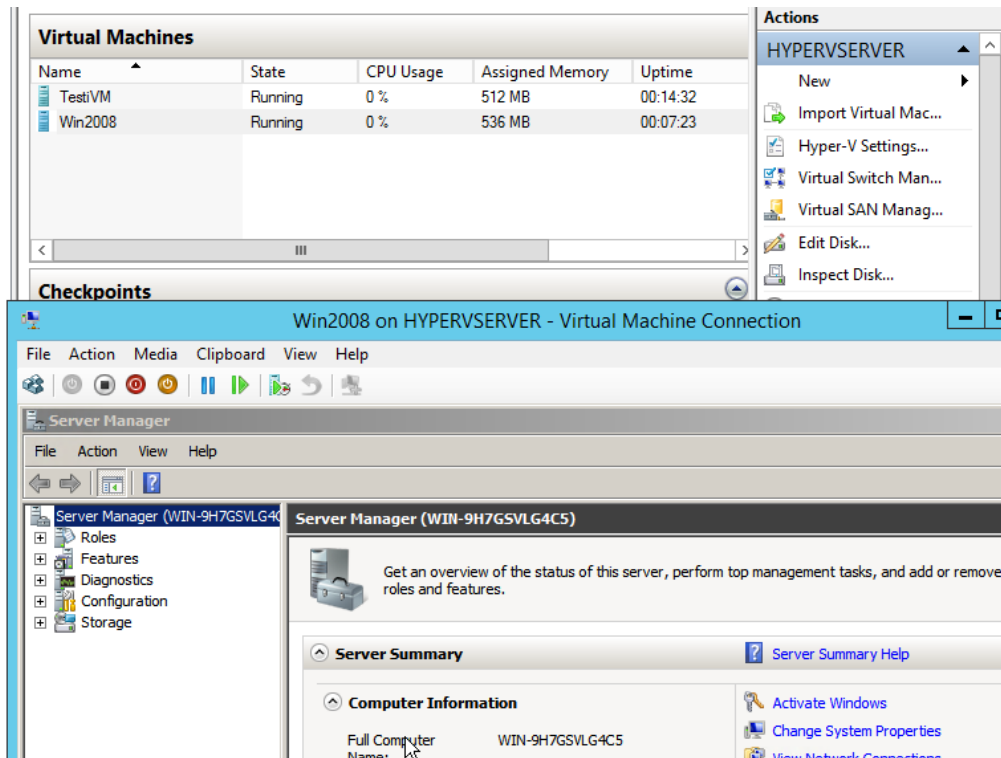 Virtual Machines
Name State CPU Usage Assigned Memory Uptime
TestiVM Running 0 % 512 MB 00:14:32
Win2008 Running 0 % 536 MB 00:07:23
Checkpoints
Actions
HYPERVSERVER
New
Import Virtual Mac...
Hyper-V Settings...
Virtual Switch Man...
Virtual SAN Manag...
Edit Disk...
Inspect Disk...
Win2008 on HYPERVSERVER - Virtual Machine Connection
File Action Media Clipboard View Help
Server Manager
File Action View Help
Server Manager (WIN-9H7GSVLG4C
Roles
Features
Diagnostics
Configuration
Storage
Server Manager (WIN-9H7GSVLG4C5)
Get an overview of the status of this server, perform top management tasks, and add or remove
roles and features.
Server Summary
Server Summary Help
Computer Information
Full Computer WIN-9H7GSVLG4C5
Name:
Activate Windows
Change System Properties
View Network Connections